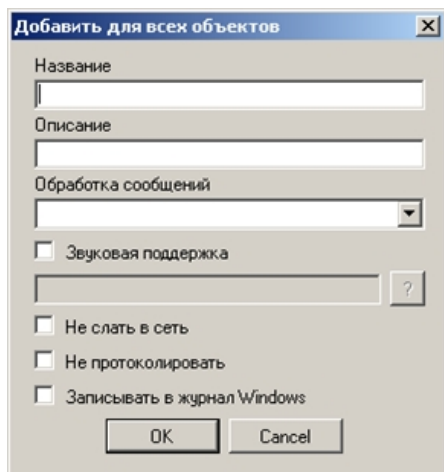 Добавить для всех объектов
Название
Описание
Обработка сообщений
Звуковая поддержка
?
Не слать в сеть
Не протоколировать
Записывать в журнал Windows
OK Cancel